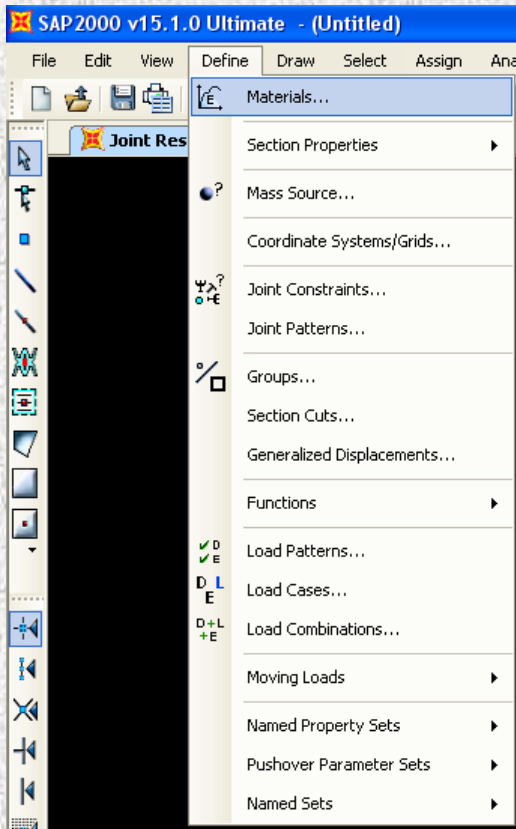 SAP2000 v15.1.0 Ultimate - (Untitled)
File Edit View Define Draw Select Assign Ana
Materials...
Joint Res
Section Properties
Mass Source...
Coordinate Systems/Grids...
Joint Constraints...
Joint Patterns...
Groups...
Section Cuts...
Generalized Displacements...
Functions
Load Patterns...
Load Cases...
Load Combinations...
Moving Loads
Named Property Sets
Pushover Parameter Sets
Named Sets